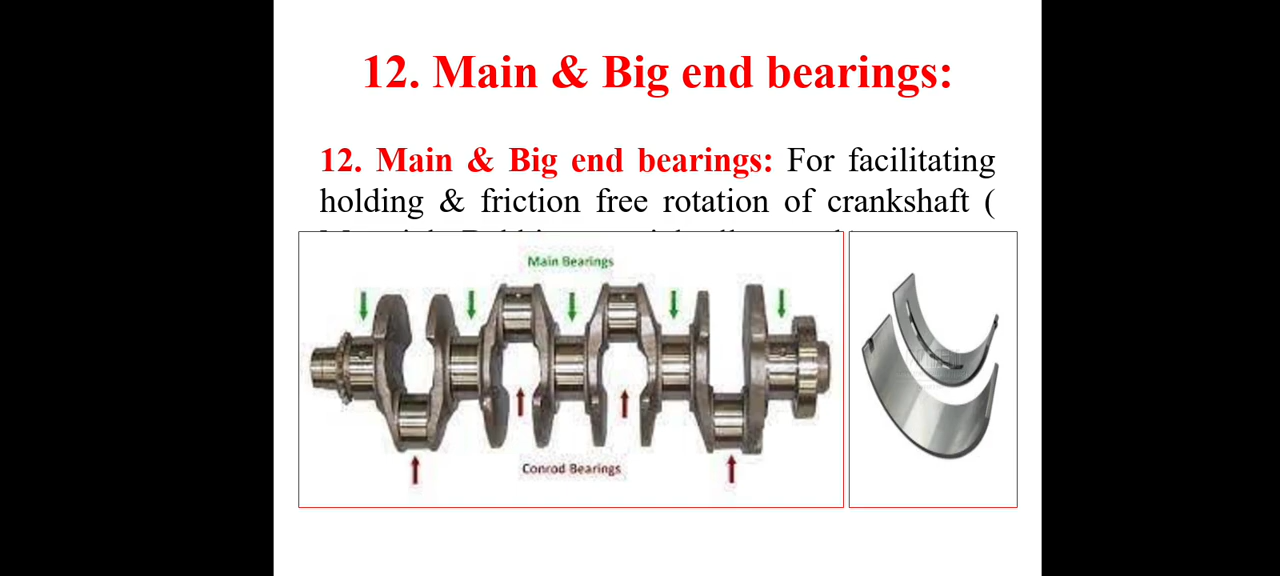 12. Main & Big end bearings:
12. Main & Big end bearings: For facilitating
holding & friction free rotation of crankshaft (
Main Bearings
Conrod Bearings